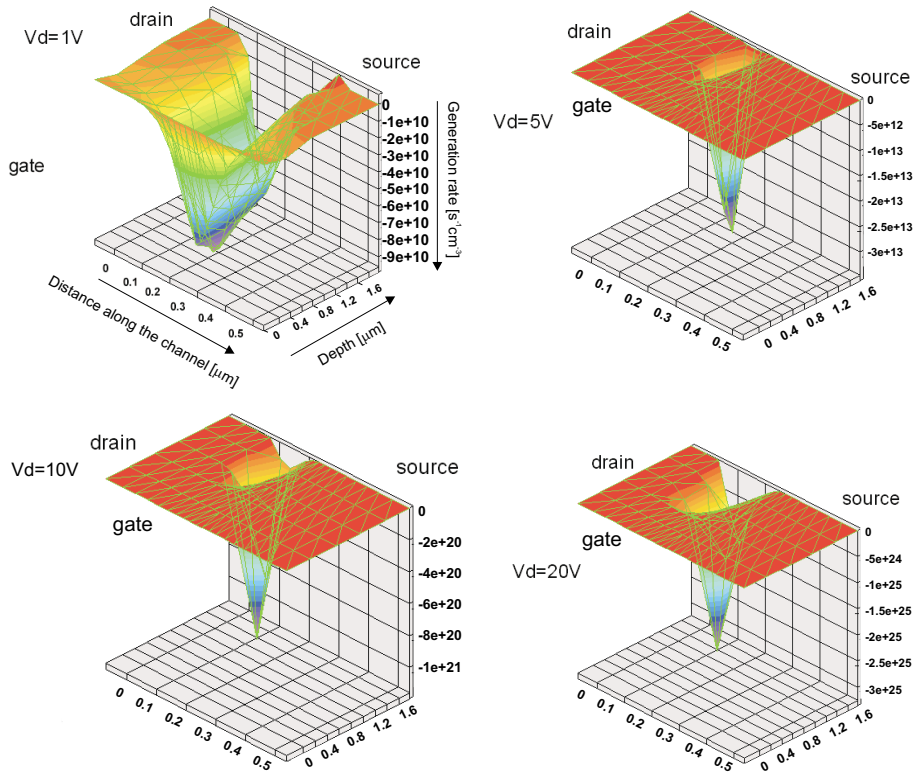 drain
Vd=1V
source
gate
0
-1e+10
-2e+10
-3e+10
-4e+10
-5e+10
-6e+10
-7e+10
-8e+10
-9e+10
Generation rate [s⁻¹cm⁻³]
0
0.1
0.2
0.3
0.4
0.5
0
0.4
0.8
1.2
1.6
Distance along the channel [μm]
Depth [μm]
drain
source
gate
Vd=5V
0
-5e+12
-1e+13
-1.5e+13
-2e+13
-2.5e+13
-3e+13
0
0.1
0.2
0.3
0.4
0.5
0
0.4
0.8
1.2
1.6
drain
Vd=10V
source
gate
0
-2e+20
-4e+20
-6e+20
-8e+20
-1e+21
0
0.1
0.2
0.3
0.4
0.5
0
0.4
0.8
1.2
1.6
drain
source
gate
Vd=20V
0
-5e+24
-1e+25
-1.5e+25
-2e+25
-2.5e+25
-3e+25
0
0.1
0.2
0.3
0.4
0.5
0
0.4
0.8
1.2
1.6